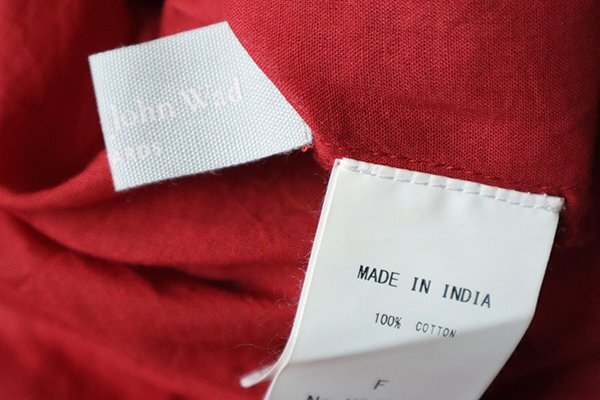 John Wad
MADE IN INDIA
100% COTTON
F